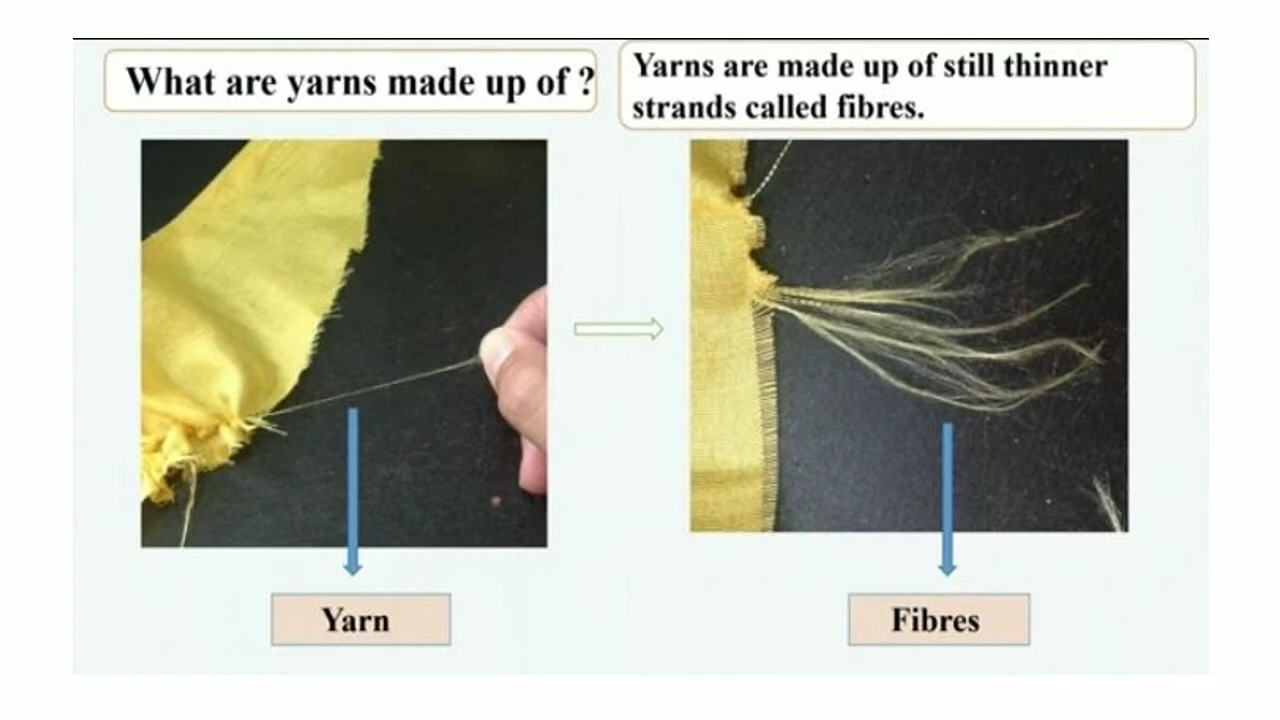 What are yarns made up of ?
Yarns are made up of still thinner
strands called fibres.
Yarn
Fibres